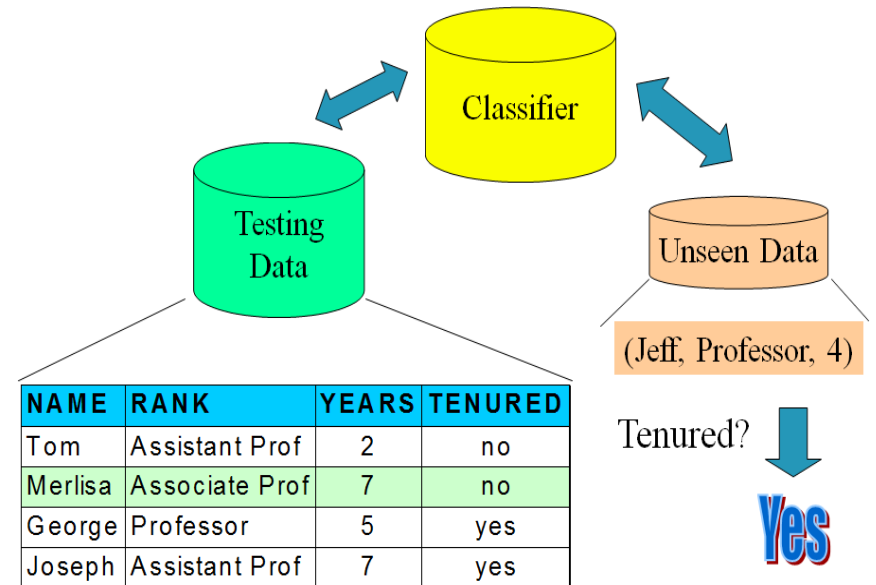 Classifier
Testing
Data
Unseen Data
(Jeff, Professor, 4)
NAME RANK YEARS TENURED
Tom Assistant Prof 2 no
Merlisa Associate Prof 7 no
George Professor 5 yes
Joseph Assistant Prof 7 yes
Tenured?
Yes